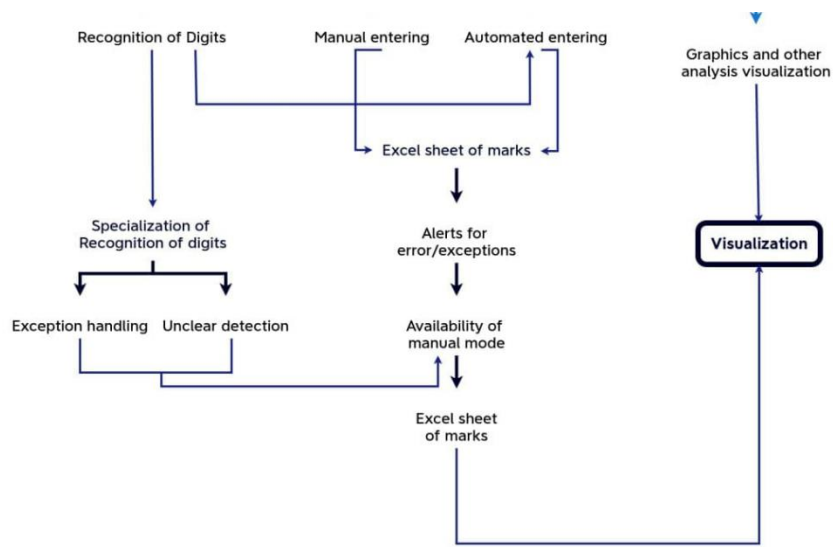 Recognition of Digits
Manual entering
Automated entering
Graphics and other
analysis visualization
Excel sheet of marks
Specialization of
Recognition of digits
Alerts for
error/exceptions
Visualization
Exception handling
Unclear detection
Availability of
manual mode
Excel sheet
of marks